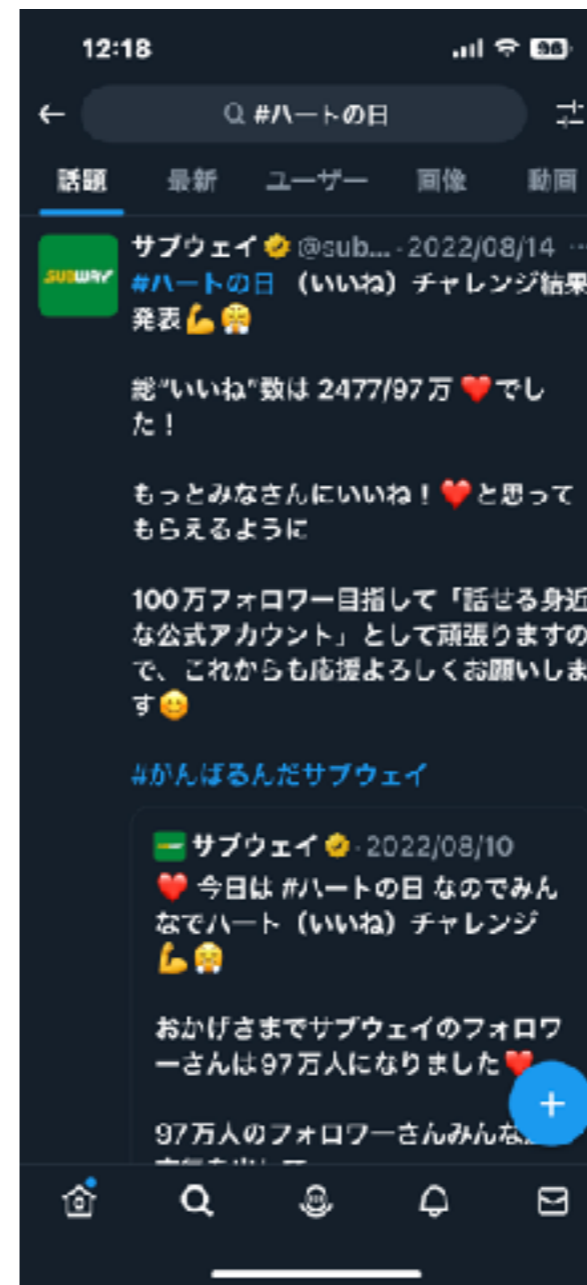 12:18
98
#ハートの日
話題 最新 ユーザー 画像 動画
SUBWAY
サブウェイ @sub... · 2022/08/14 …
#ハートの日 （いいね）チャレンジ結果
発表💪😤
総“いいね”数は 2477/97万 ❤️でし
た！
もっとみなさんにいいね！❤️と思って
もらえるように
100万フォロワー目指して「話せる身近
な公式アカウント」として頑張りますの
で、これからも応援よろしくお願いしま
す😊
#がんばるんだサブウェイ
サブウェイ · 2022/08/10
❤️ 今日は #ハートの日 なのでみん
なでハート（いいね）チャレンジ
💪😤
おかげさまでサブウェイのフォロワ
ーさんは97万人になりました❤️
97万人のフォロワーさんみんな